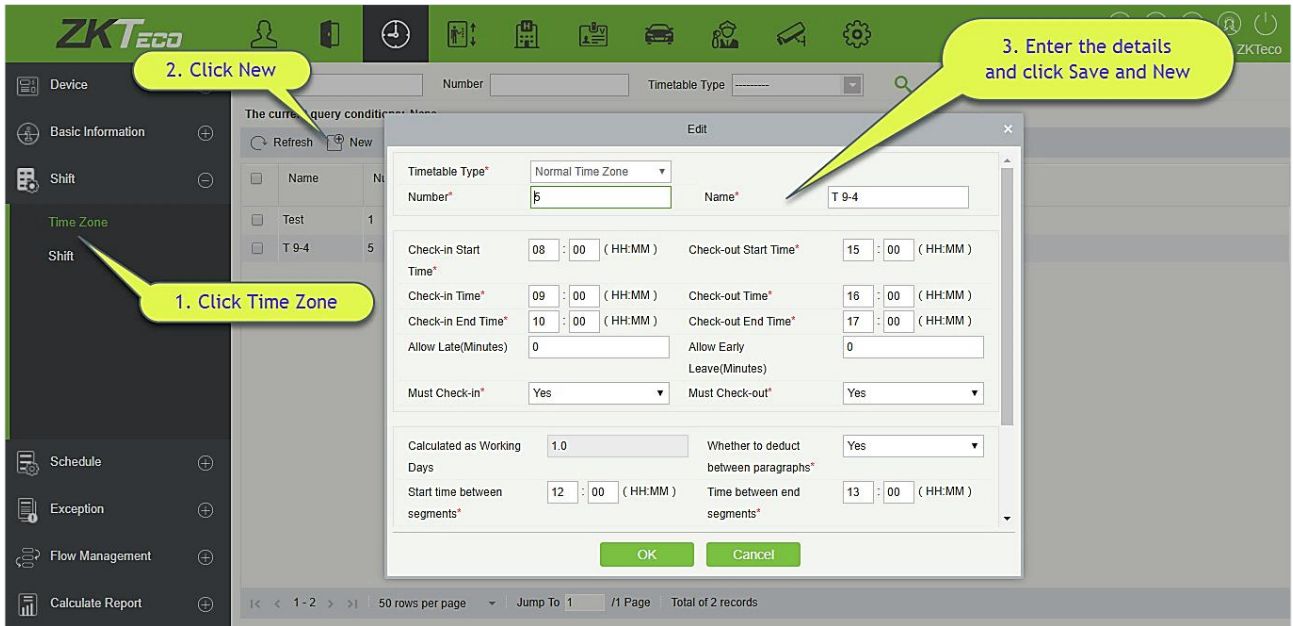 ZKTeco
ZKTeco
2. Click New
3. Enter the details
and click Save and New
Device
Number
Timetable Type ---------
Basic Information
Refresh
New
Shift
Name
Time Zone
Test 1
Shift
T 9-4 5
1. Click Time Zone
Edit
Timetable Type* Normal Time Zone
Number* 5 Name* T 9-4
Check-in Start
Time*
08 : 00 ( HH:MM )
Check-out Start Time* 15 : 00 ( HH:MM )
Check-in Time* 09 : 00 ( HH:MM ) Check-out Time* 16 : 00 ( HH:MM )
Check-in End Time* 10 : 00 ( HH:MM ) Check-out End Time* 17 : 00 ( HH:MM )
Allow Late(Minutes) 0
Allow Early
Leave(Minutes)
0
Must Check-in* Yes Must Check-out* Yes
Calculated as Working
Days
1.0
Whether to deduct
between paragraphs*
Yes
Start time between
segments*
12 : 00 ( HH:MM )
Time between end
segments*
13 : 00 ( HH:MM )
OK Cancel
Schedule
Exception
Flow Management
Calculate Report
1 - 2 50 rows per page Jump To 1 /1 Page Total of 2 records